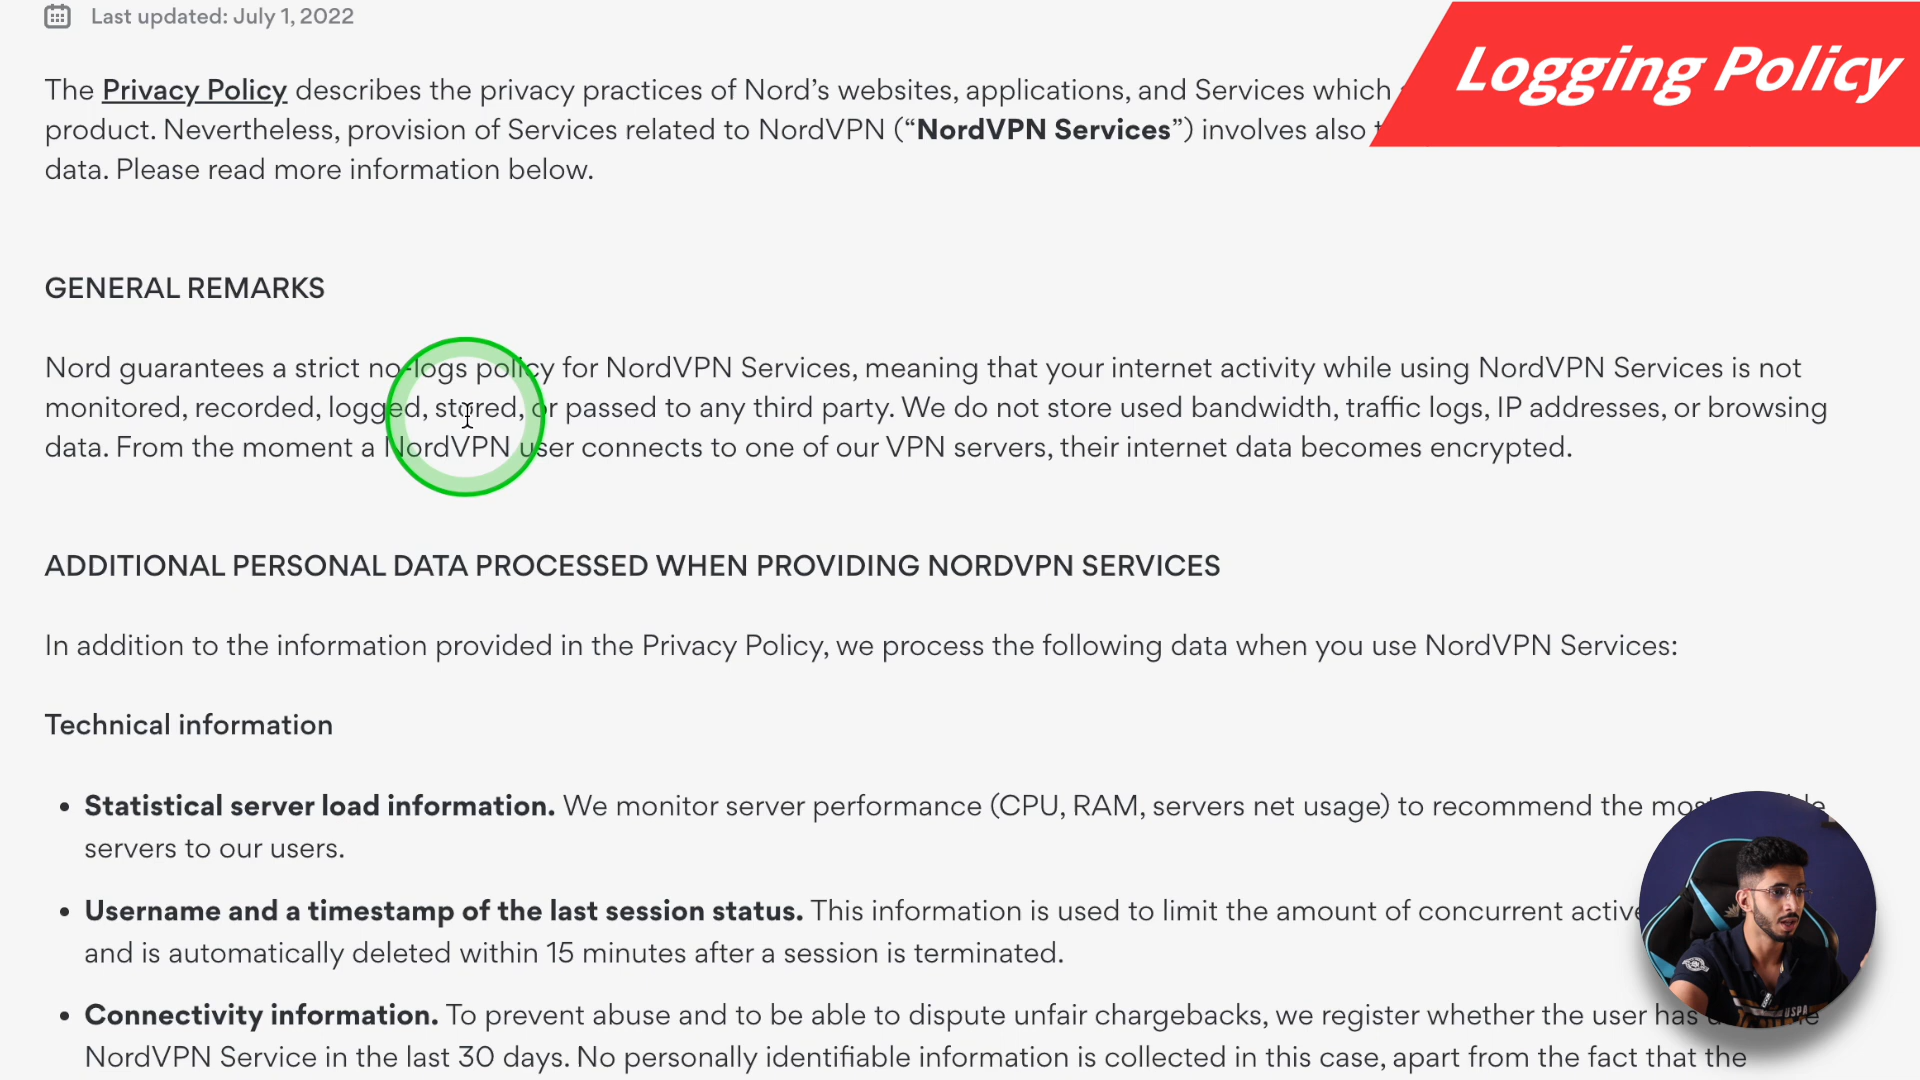 Last updated: July 1, 2022
Logging Policy
The Privacy Policy describes the privacy practices of Nord’s websites, applications, and Services which
product. Nevertheless, provision of Services related to NordVPN (“NordVPN Services”) involves also
data. Please read more information below.
GENERAL REMARKS
Nord guarantees a strict no-logs policy for NordVPN Services, meaning that your internet activity while using NordVPN Services is not
monitored, recorded, logged, stored, or passed to any third party. We do not store used bandwidth, traffic logs, IP addresses, or browsing
data. From the moment a NordVPN user connects to one of our VPN servers, their internet data becomes encrypted.
ADDITIONAL PERSONAL DATA PROCESSED WHEN PROVIDING NORDVPN SERVICES
In addition to the information provided in the Privacy Policy, we process the following data when you use NordVPN Services:
Technical information
• Statistical server load information. We monitor server performance (CPU, RAM, servers net usage) to recommend the most
servers to our users.
• Username and a timestamp of the last session status. This information is used to limit the amount of concurrent active
and is automatically deleted within 15 minutes after a session is terminated.
• Connectivity information. To prevent abuse and to be able to dispute unfair chargebacks, we register whether the user has
NordVPN Service in the last 30 days. No personally identifiable information is collected in this case, apart from the fact that the
USPA